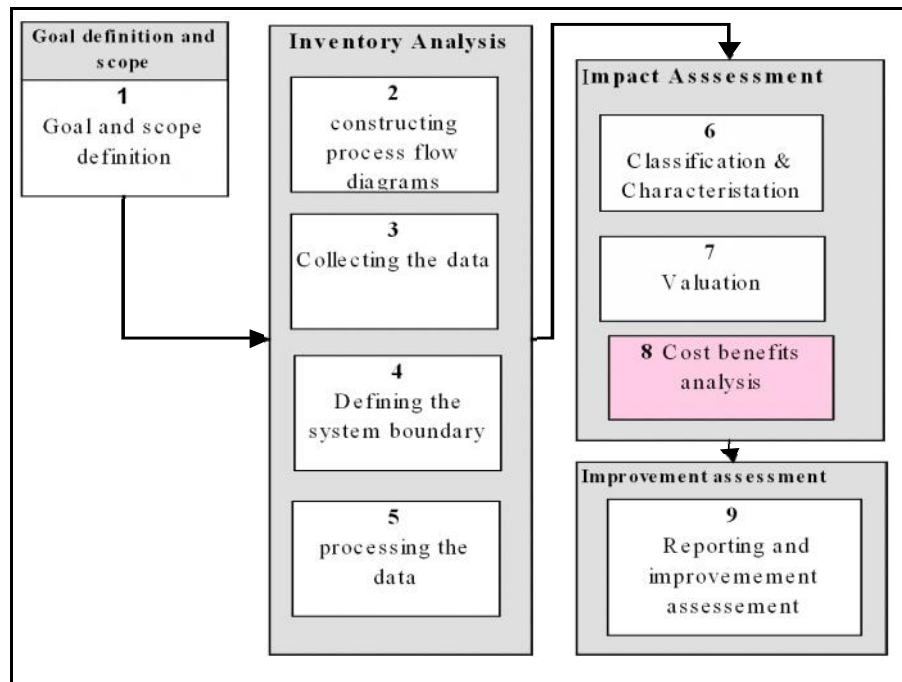 Goal definition and
scope
1
Goal and scope
definition
Inventory Analysis
2
constructing
process flow
diagrams
3
Collecting the data
4
Defining the
system boundary
5
processing the
data
Impact Asssessment
6
Classification &
Characteristation
7
Valuation
8 Cost benefits
analysis
Improvement assessment
9
Reporting and
improvemement
assessement